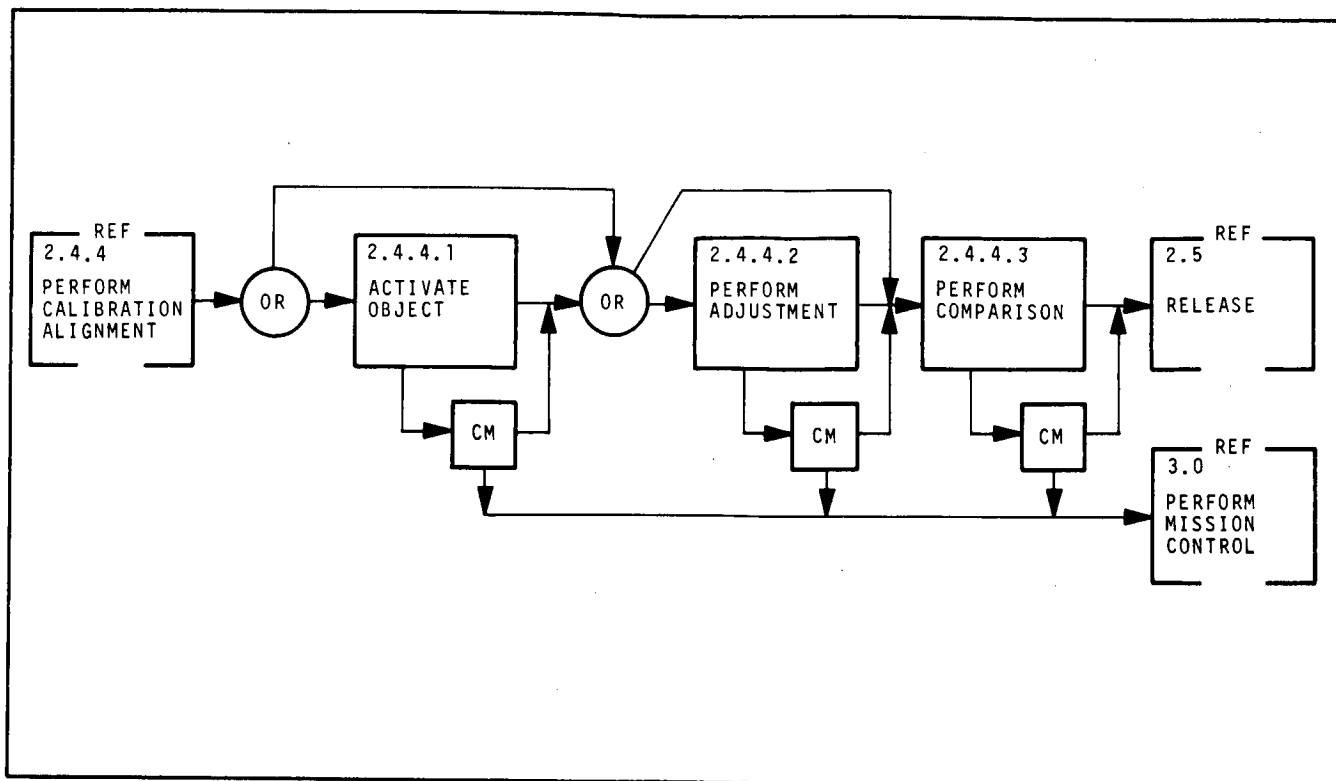 REF
2.4.4
PERFORM
CALIBRATION
ALIGNMENT
OR
2.4.4.1
ACTIVATE
OBJECT
CM
OR
2.4.4.2
PERFORM
ADJUSTMENT
CM
2.4.4.3
PERFORM
COMPARISON
CM
REF
2.5
RELEASE
REF
3.0
PERFORM
MISSION
CONTROL